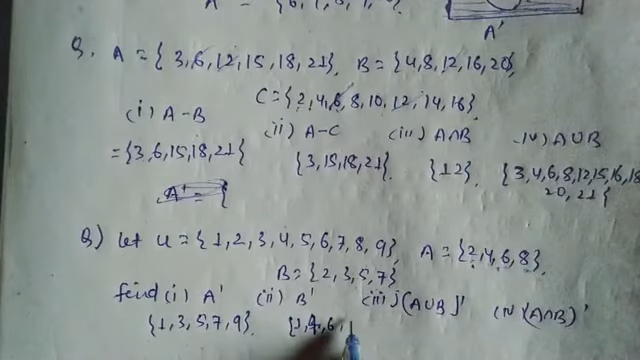 A'
Q. A = {3,6,12,15,18,21}, B = {4,8,12,16,20},
C = {2,4,6,8,10,12,14,16},
(i) A-B (ii) A-C (iii) A∩B (iv) A∪B
= {3,6,15,18,21} {3,15,18,21} {12}. {3,4,6,8,12,15,16,18
20,21}
A' = {
Q) Let U = {1,2,3,4,5,6,7,8,9}, A = {2,4,6,8},
B = {2,3,5,7}
find (i) A' (ii) B' (iii) (A∪B)' (iv) (A∩B)'
{1,3,5,7,9}. {1,4,6,